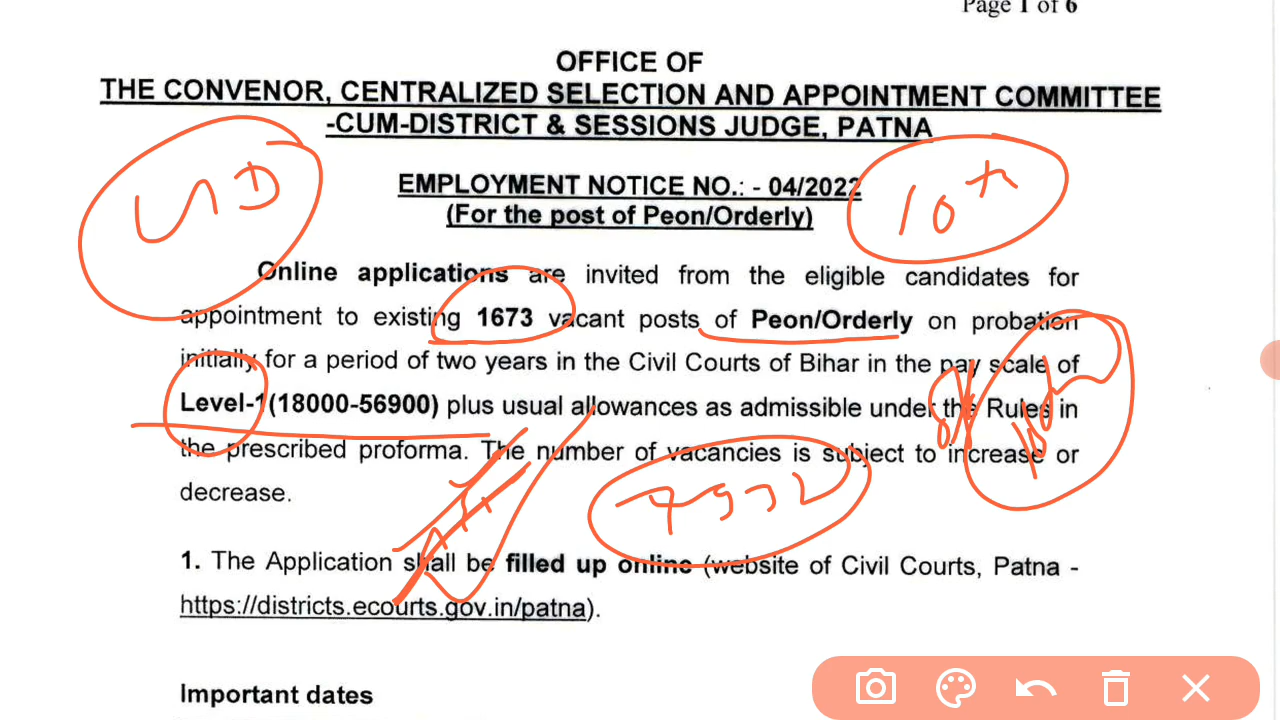 Page 1 of 6
OFFICE OF
THE CONVENOR, CENTRALIZED SELECTION AND APPOINTMENT COMMITTEE
-CUM-DISTRICT & SESSIONS JUDGE, PATNA
EMPLOYMENT NOTICE NO.: - 04/2022
(For the post of Peon/Orderly)
10th
Online applications are invited from the eligible candidates for
appointment to existing 1673 vacant posts of Peon/Orderly on probation
initially for a period of two years in the Civil Courts of Bihar in the pay scale of
Level-1(18000-56900) plus usual allowances as admissible under the Rules in
the prescribed proforma. The number of vacancies is subject to increase or
decrease.
1. The Application shall be filled up online (website of Civil Courts, Patna -
https://districts.ecourts.gov.in/patna).
Important dates